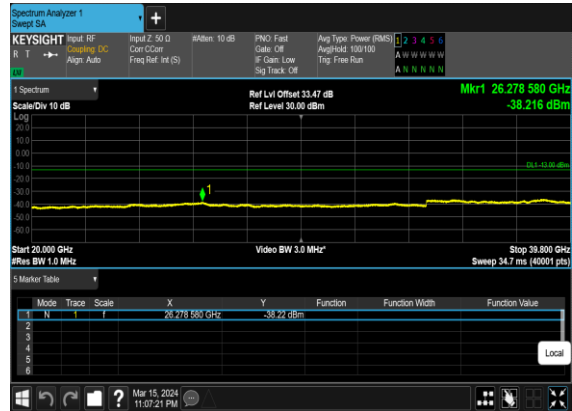 Spectrum Analyzer 1
Swept SA
+
KEYSIGHT
R T
LW
Input: RF
Coupling: DC
Align: Auto
Input Z: 50 Ω
Corr CCorr
Freq Ref: Int (S)
#Atten: 10 dB
PNO: Fast
Gate: Off
IF Gain: Low
Sig Track: Off
Avg Type: Power (RMS)
Avg|Hold: 100/100
Trig: Free Run
1 2 3 4 5 6
A W W W W W
A N N N N N
1 Spectrum
Scale/Div 10 dB
Ref Lvl Offset 33.47 dB
Ref Level 30.00 dBm
Mkr1 26.278 580 GHz
-38.216 dBm
Log
20.0
10.0
0.00
-10.0
-20.0
-30.0
-40.0
-50.0
-60.0
DL1 -13.00 dBm
1
Start 20.000 GHz
#Res BW 1.0 MHz
Video BW 3.0 MHz*
Stop 39.800 GHz
Sweep 34.7 ms (40001 pts)
5 Marker Table
Mode Trace Scale X Y Function Function Width Function Value
1 N 1 f 26.278 580 GHz -38.22 dBm
2
3
4
5
6
Local
?
Mar 15, 2024
11:07:21 PM